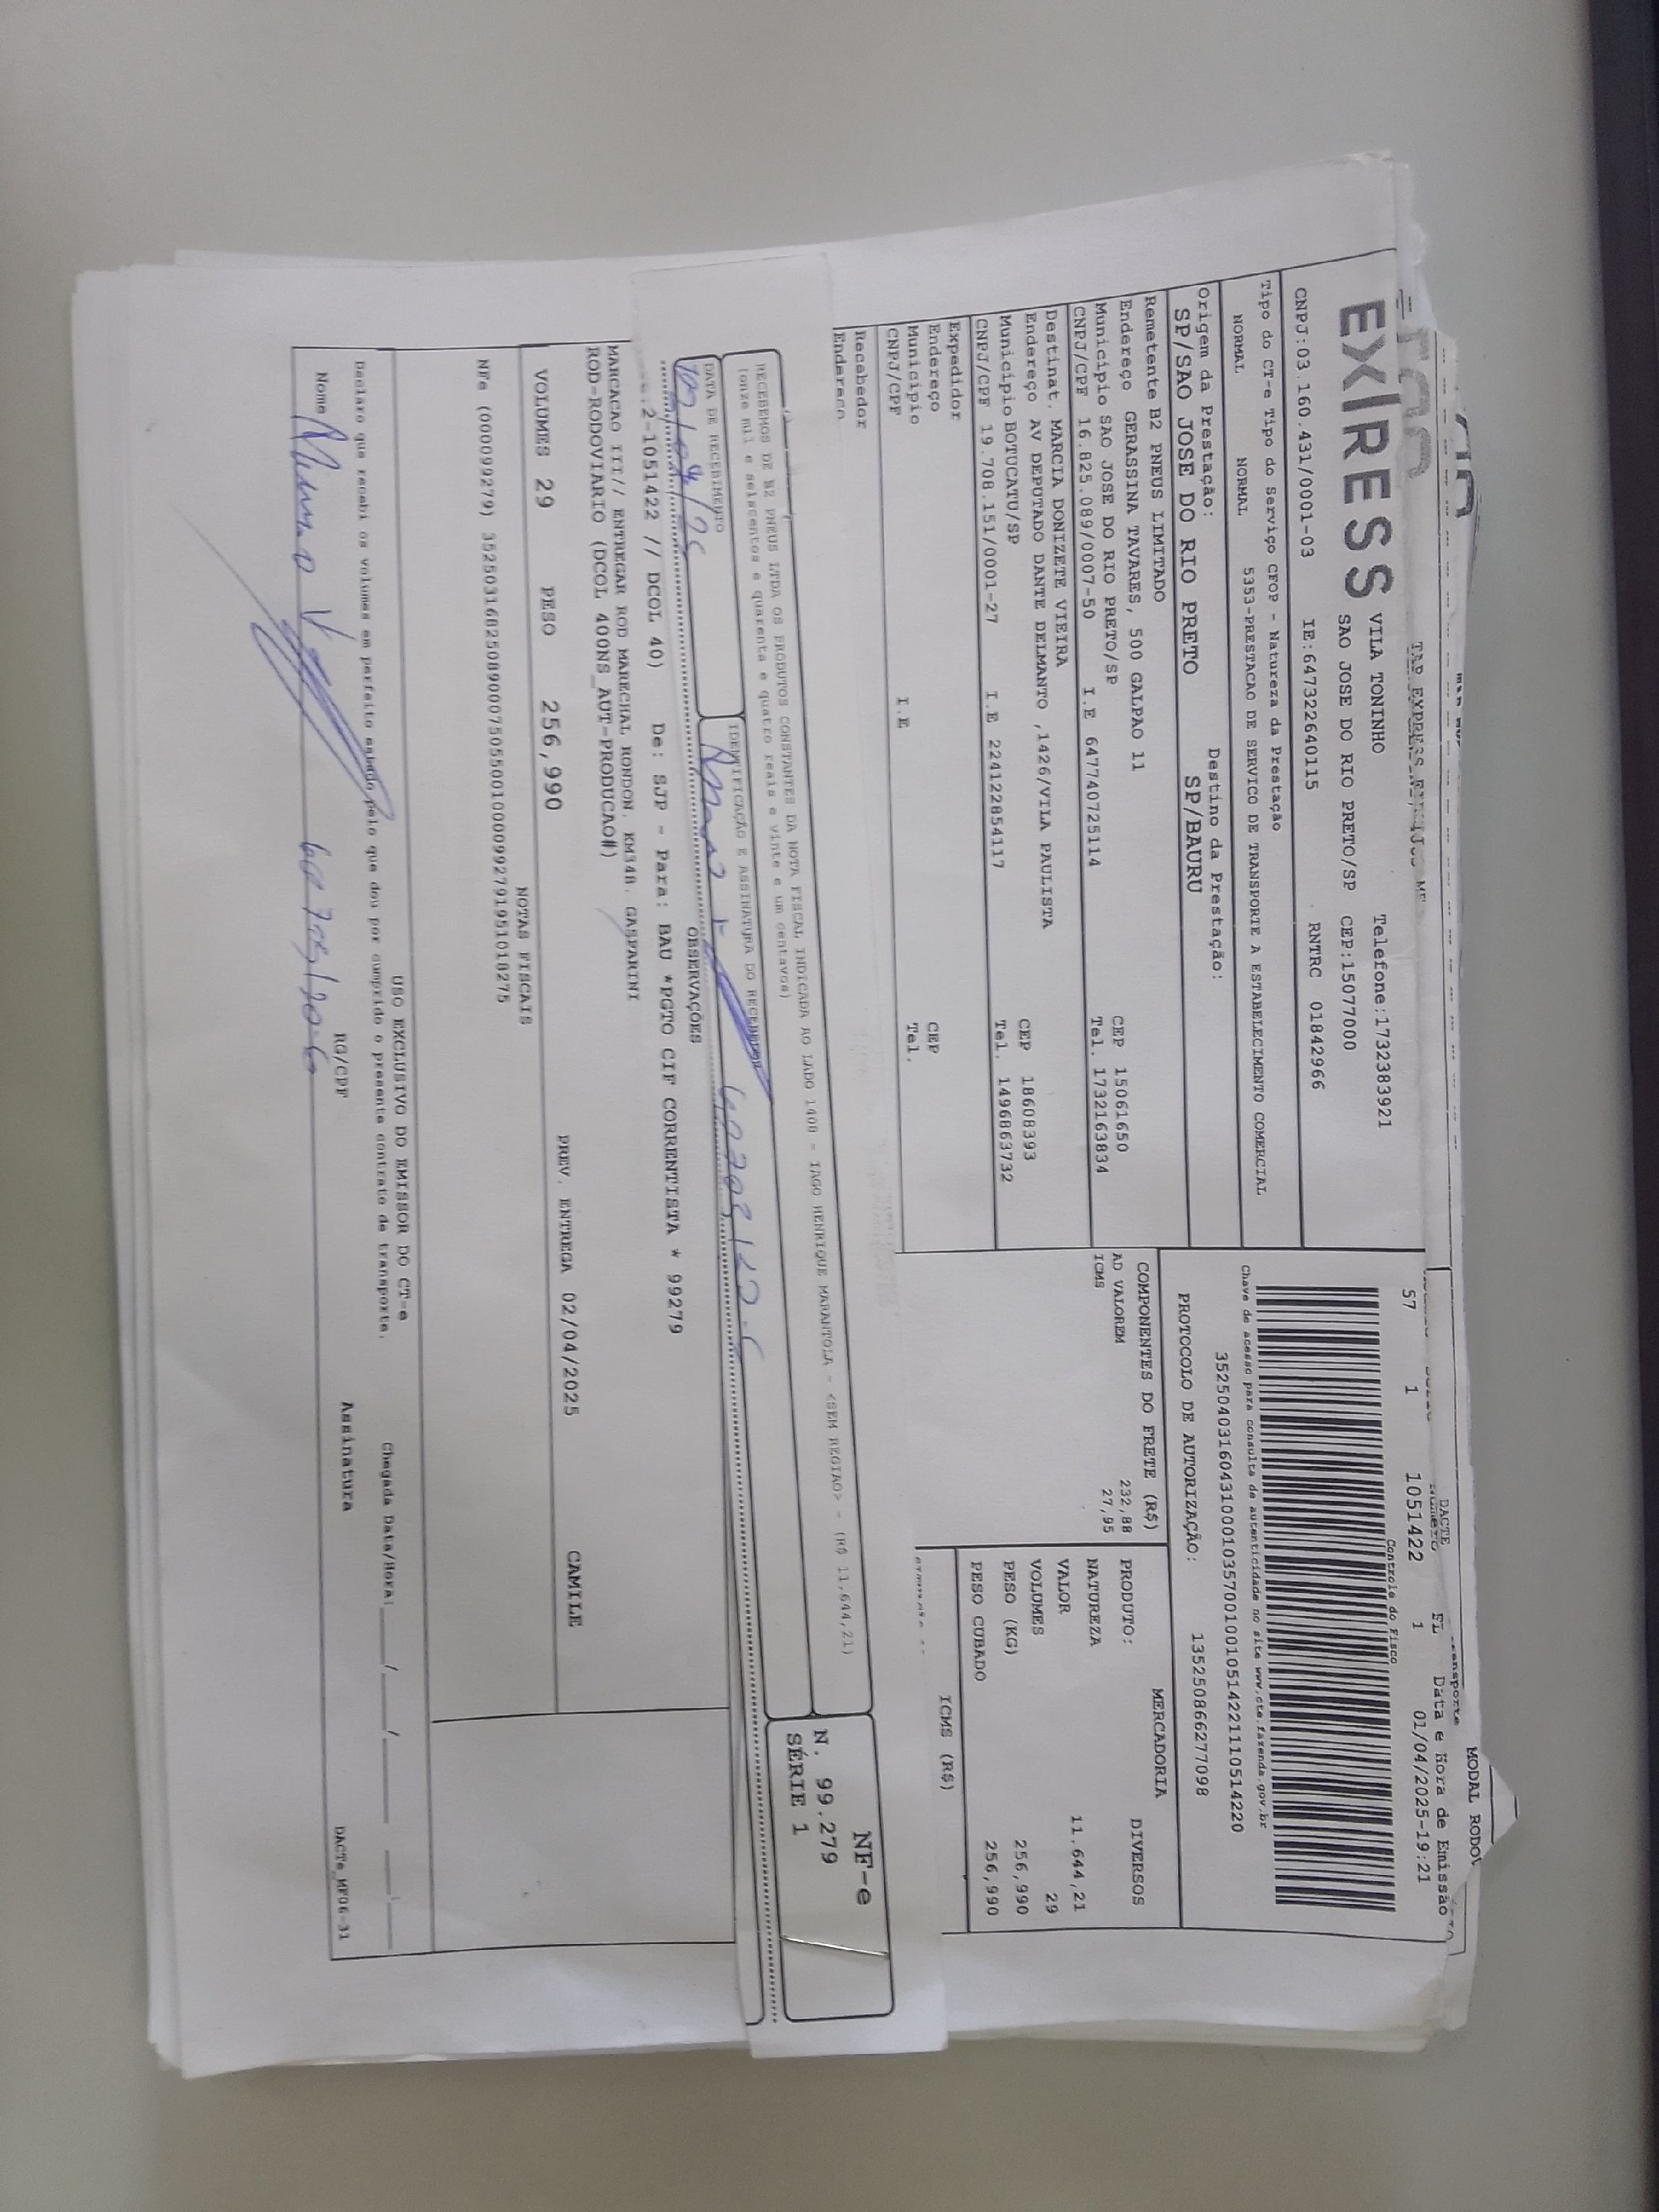 MODAL RODOV
EXPRESS
TAP EXPRESS
VILA TONINHO Telefone:1732383921
SAO JOSE DO RIO PRETO/SP CEP:15077000
CNPJ:03.160.431/0001-03 IE:647322640115 RNTRC 01842966
DACTE
FL Data e Hora de Emissão
57 1 1051422 1 01/04/2025-19:21
Controle do Fisco
Chave de acesso para consulta de autenticidade no site www.cte.fazenda.gov.br
35250403160431000103570010010514221110514220
Tipo do CT-e Tipo do Serviço CFOP - Natureza da Prestação
NORMAL NORMAL 5353-PRESTACAO DE SERVICO DE TRANSPORTE A ESTABELECIMENTO COMERCIAL
PROTOCOLO DE AUTORIZAÇÃO: 135250866277098
Origem da Prestação: Destino da Prestação:
SP/SAO JOSE DO RIO PRETO SP/BAURU
Remetente B2 PNEUS LIMITADO
Endereço GERASSINA TAVARES, 500 GALPAO 11 CEP 15061650
Município SAO JOSE DO RIO PRETO/SP Tel. 1732163834
CNPJ/CPF 16.825.089/0007-50 I.E 647740725114
Destinat. MARCIA DONIZETE VIEIRA
Endereço AV DEPUTADO DANTE DELMANTO ,1426/VILA PAULISTA CEP 18608393
Município BOTUCATU/SP Tel. 1496863732
CNPJ/CPF 19.708.151/0001-27 I.E 224122854117
Expedidor
Endereço CEP
Município Tel.
CNPJ/CPF I.E
Recebedor
Endereço
COMPONENTES DO FRETE (R$)
AD VALOREM 232,88
ICMS 27,95
MERCADORIA
PRODUTO: DIVERSOS
NATUREZA
VALOR 11.644,21
VOLUMES 29
PESO (KG) 256,990
PESO CUBADO 256,990
ICMS (R$)
RECEBEMOS DE B2 PNEUS LTDA OS PRODUTOS CONSTANTES DA NOTA FISCAL INDICADA AO LADO 1408 - IAGO HENRIQUE MARANTOLA - <SEM REGIAO> - (R$ 11,644,21)
(onze mil e seiscentos e quarenta e quatro reais e vinte e um centavos)
DATA DE RECEBIMENTO IDENTIFICAÇÃO E ASSINATURA DO RECEBEDOR
NF-e
N. 99.279
SÉRIE 1
OBSERVAÇÕES
2-1051422 // DCOL 40) De: SJP - Para: BAU *PGTO CIF CORRENTISTA * 99279
MARCACAO III// ENTREGAR ROD MARECHAL RONDON, KM348. GASPARINI
ROD-RODOVIARIO (DCOL 400NS_AUT-PRODUCAO#)
VOLUMES 29 PESO 256,990 PREV. ENTREGA 02/04/2025 CAMILE
NOTAS FISCAIS
NFe (000099279) 35250316825089000750550010000992791951018275
USO EXCLUSIVO DO EMISSOR DO CT-e
Declaro que recebi os volumes em perfeito estado pelo que dou por cumprido o presente contrato de transporte. Chegada Data/Hora: ____/____/____
Nome RG/CPF Assinatura DACTe_MF06-31